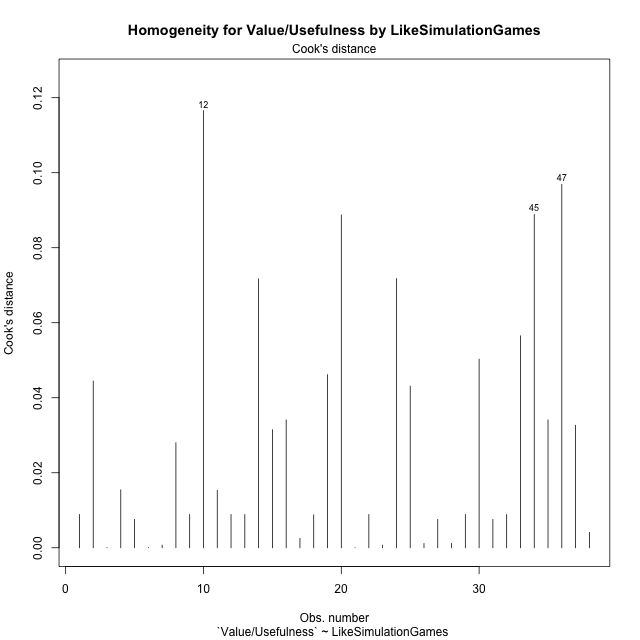 Homogeneity for Value/Usefulness by LikeSimulationGames
Cook's distance
0.12
0.10
0.08
0.06
0.04
0.02
0.00
Cook's distance
12
47
45
0
10
20
30
Obs. number
`Value/Usefulness` ~ LikeSimulationGames